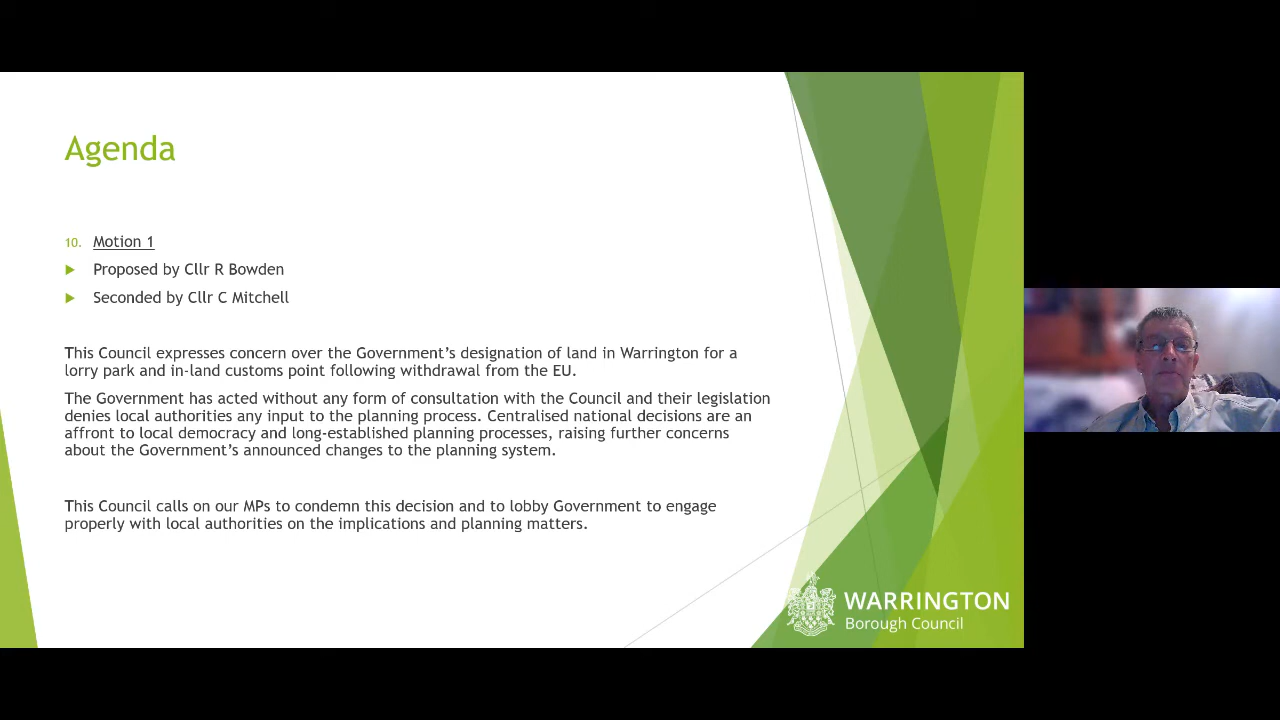 Agenda
10. Motion 1
Proposed by Cllr R Bowden
Seconded by Cllr C Mitchell
This Council expresses concern over the Government’s designation of land in Warrington for a
lorry park and in-land customs point following withdrawal from the EU.
The Government has acted without any form of consultation with the Council and their legislation
denies local authorities any input to the planning process. Centralised national decisions are an
affront to local democracy and long-established planning processes, raising further concerns
about the Government’s announced changes to the planning system.
This Council calls on our MPs to condemn this decision and to lobby Government to engage
properly with local authorities on the implications and planning matters.
WARRINGTON
Borough Council